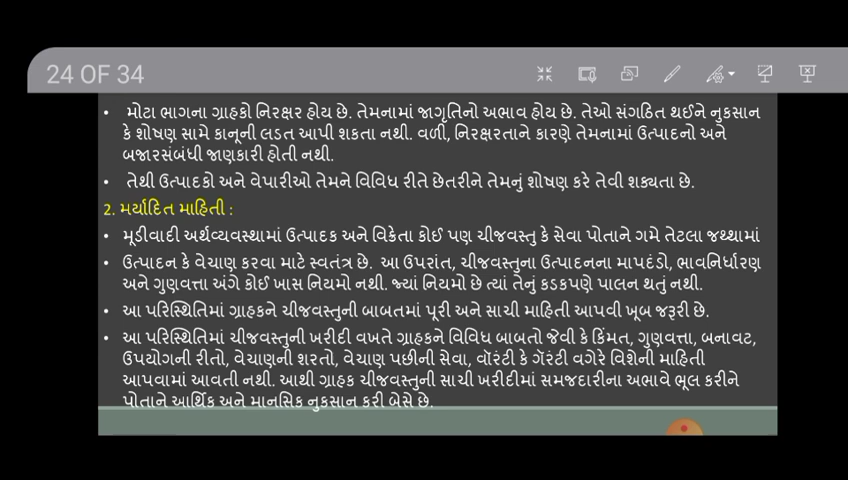 24 OF 34
• મોટા ભાગના ગ્રાહકો નિરક્ષર હોય છે. તેમનામાં જાગૃતિનો અભાવ હોય છે. તેઓ સંગઠિત થઈને નુકસાન
કે શોષણ સામે કાનૂની લડત આપી શકતા નથી. વળી, નિરક્ષરતાને કારણે તેમનામાં ઉત્પાદનો અને
બજારસંબંધી જાણકારી હોતી નથી.
• તેથી ઉત્પાદકો અને વેપારીઓ તેમને વિવિધ રીતે છેતરીને તેમનું શોષણ કરે તેવી શક્યતા છે.
2. મર્યાદિત માહિતી :
• મૂડીવાદી અર્થવ્યવસ્થામાં ઉત્પાદક અને વિક્રેતા કોઈ પણ ચીજવસ્તુ કે સેવા પોતાને ગમે તેટલા જથ્થામાં
• ઉત્પાદન કે વેચાણ કરવા માટે સ્વતંત્ર છે. આ ઉપરાંત, ચીજવસ્તુના ઉત્પાદનના માપદંડો, ભાવનિર્ધારણ
અને ગુણવત્તા અંગે કોઈ ખાસ નિયમો નથી. જ્યાં નિયમો છે ત્યાં તેનું કડકપણે પાલન થતું નથી.
• આ પરિસ્થિતિમાં ગ્રાહકને ચીજવસ્તુની બાબતમાં પૂરી અને સાચી માહિતી આપવી ખૂબ જરૂરી છે.
• આ પરિસ્થિતિમાં ચીજવસ્તુની ખરીદી વખતે ગ્રાહકને વિવિધ બાબતો જેવી કે કિંમત, ગુણવત્તા, બનાવટ,
ઉપયોગની રીતો, વેચાણની શરતો, વેચાણ પછીની સેવા, વૉરંટી કે ગૅરંટી વગેરે વિશેની માહિતી
આપવામાં આવતી નથી. આથી ગ્રાહક ચીજવસ્તુની સાચી ખરીદીમાં સમજદારીના અભાવે ભૂલ કરીને
પોતાને આર્થિક અને માનસિક નુકસાન કરી બેસે છે.